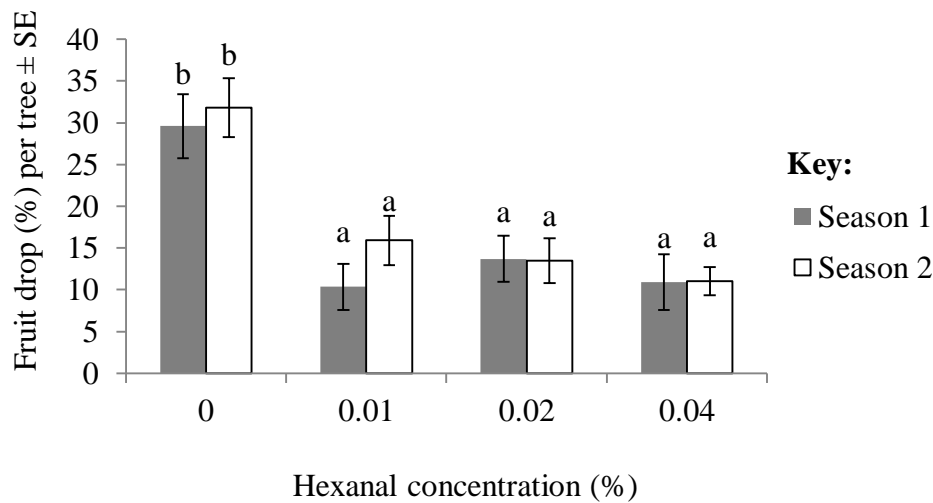 Fruit drop (%) per tree ± SE
40
35
30
25
20
15
10
5
0
b b
a a
a a
a a
0 0.01 0.02 0.04
Hexanal concentration (%)
Key:
Season 1
Season 2